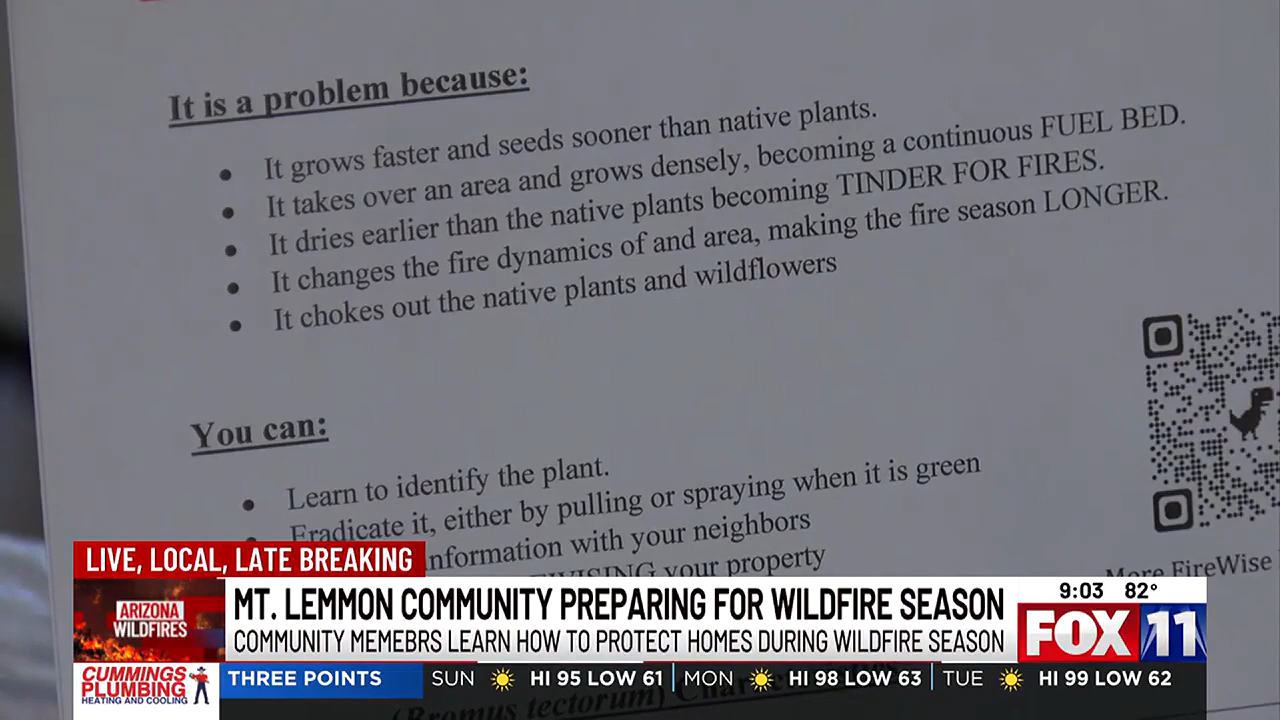 It is a problem because:
• It grows faster and seeds sooner than native plants.
• It takes over an area and grows densely, becoming a continuous FUEL BED.
• It dries earlier than the native plants becoming TINDER FOR FIRES.
• It changes the fire dynamics of and area, making the fire season LONGER.
• It chokes out the native plants and wildflowers
You can:
• Learn to identify the plant.
• Eradicate it, either by pulling or spraying when it is green
information with your neighbors
your property
More FireWise
LIVE, LOCAL, LATE BREAKING
ARIZONA
WILDFIRES
MT. LEMMON COMMUNITY PREPARING FOR WILDFIRE SEASON
COMMUNITY MEMEBRS LEARN HOW TO PROTECT HOMES DURING WILDFIRE SEASON
9:03 82°
FOX 11
CUMMINGS
PLUMBING
HEATING AND COOLING
THREE POINTS
SUN HI 95 LOW 61 MON HI 98 LOW 63 TUE HI 99 LOW 62
(Bromus tectorum)